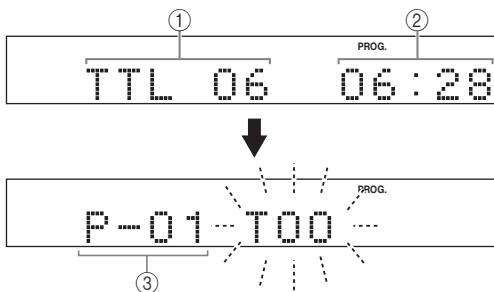 ① ②
PROG.
TTL 06 06:28
PROG.
P-01 T00
③